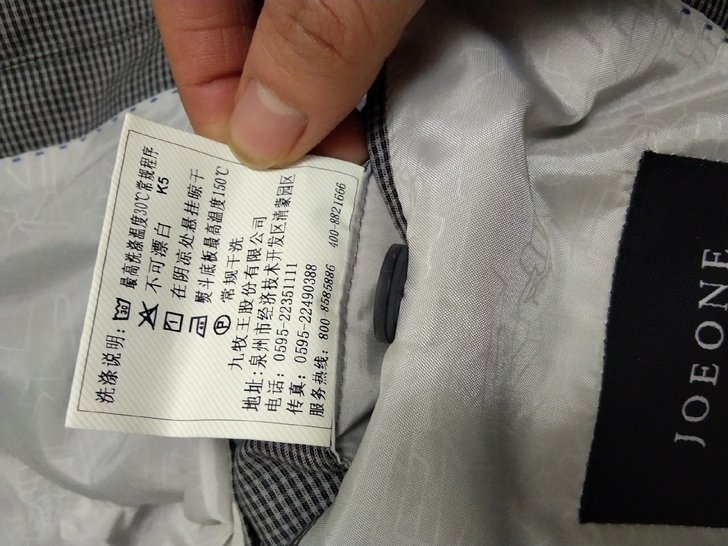 洗涤说明:
30 最高洗涤温度30℃常规程序
不可漂白 K5
在阴凉处悬挂晾干
熨斗底板最高温度150℃
P 常规干洗
九牧王股份有限公司
地址:泉州市经济技术开发区清蒙园区
电话: 0595-22351111
传真: 0595-22490388
服务热线: 800-8585886 400-8821666
JOEONE